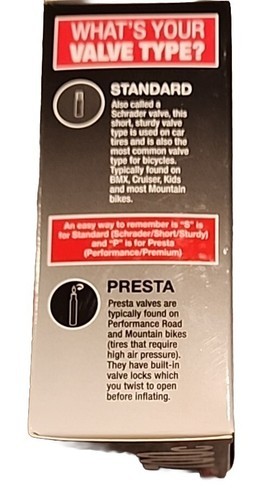 WHAT'S YOUR
VALVE TYPE?
STANDARD
Also called a
Schrader valve, this
short, sturdy valve
type is used on car
tires and is also the
most common valve
type for bicycles.
Typically found on
BMX, Cruiser, Kids
and most Mountain
bikes.
An easy way to remember is "S" is
for Standard (Schrader/Short/Sturdy)
and "P" is for Presta
(Performance/Premium)
PRESTA
Presta valves are
typically found on
Performance Road
and Mountain bikes
(tires that require
high air pressure).
They have built-in
valve locks which
you twist to open
before inflating.